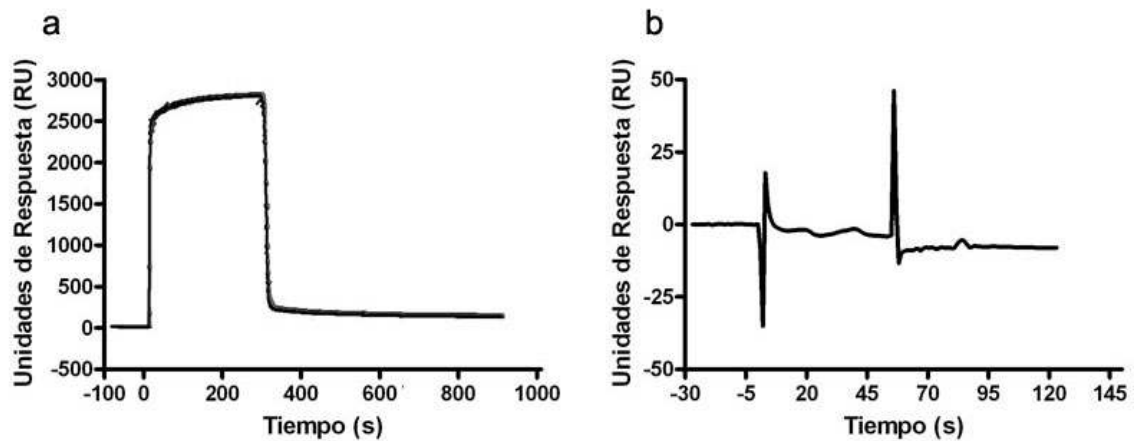 a
Unidades de Respuesta (RU)
3000
2500
2000
1500
1000
500
0
-500
-100 0 200 400 600 800 1000
Tiempo (s)
b
Unidades de Respuesta (RU)
50
25
0
-25
-50
-30 -5 20 45 70 95 120 145
Tiempo (s)